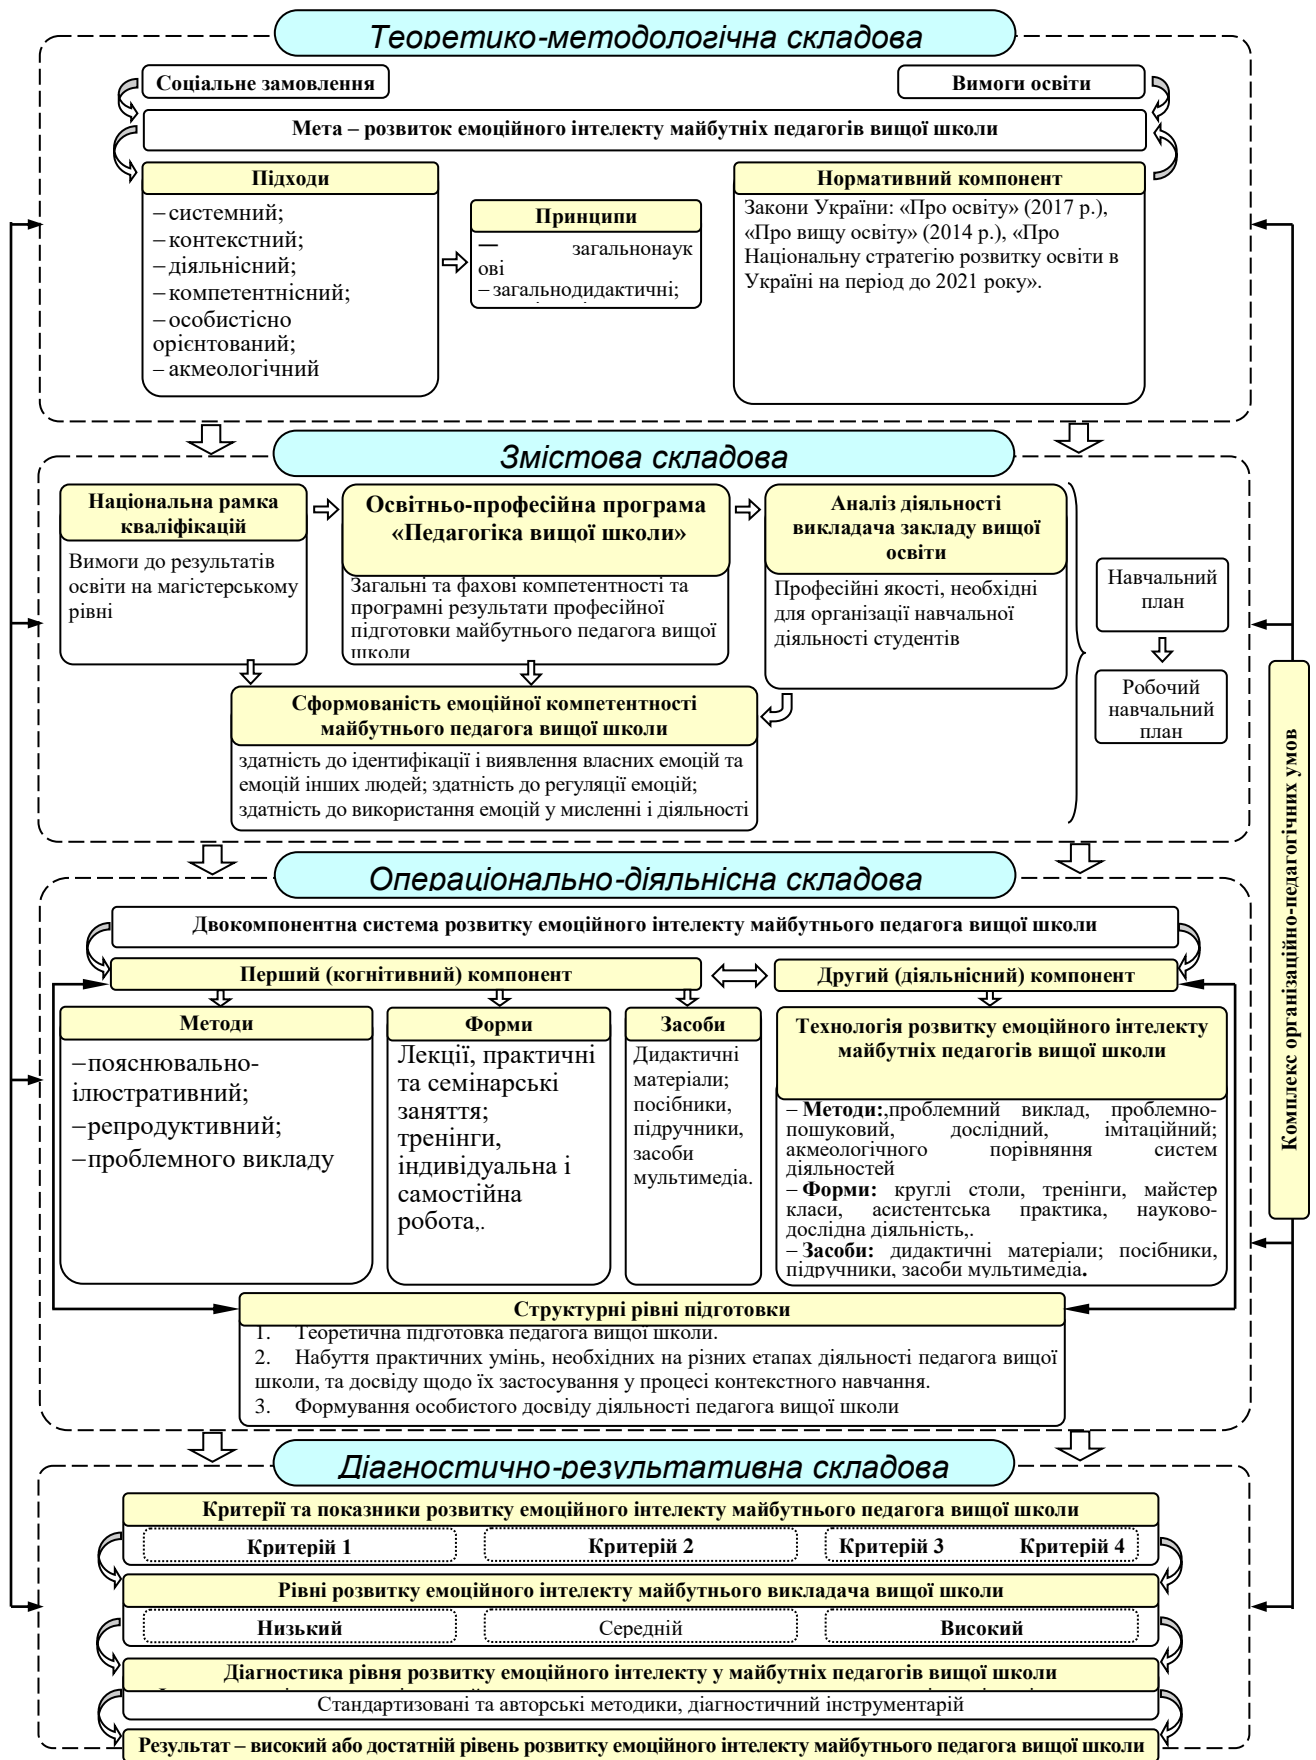 Теоретико-методологічна складова
Соціальне замовлення
Вимоги освіти
Мета – розвиток емоційного інтелекту майбутніх педагогів вищої школи
Підходи
– системний;
– контекстний;
– діяльнісний;
– компетентнісний;
– особистісно
орієнтований;
– акмеологічний
Принципи
— загальнонаук
ові
– загальнодидактичні;
Нормативний компонент
Закони України: «Про освіту» (2017 р.),
«Про вищу освіту» (2014 р.), «Про
Національну стратегію розвитку освіти в
Україні на період до 2021 року».
Змістова складова
Національна рамка
кваліфікацій
Вимоги до результатів
освіти на магістерському
рівні
Освітньо-професійна програма
«Педагогіка вищої школи»
Загальні та фахові компетентності та
програмні результати професійної
підготовки майбутнього педагога вищої
школи
Аналіз діяльності
викладача закладу вищої
освіти
Професійні якості, необхідні
для організації навчальної
діяльності студентів
Навчальний
план
Робочий
навчальний
план
Сформованість емоційної компетентності
майбутнього педагога вищої школи
здатність до ідентифікації і виявлення власних емоцій та
емоцій інших людей; здатність до регуляції емоцій;
здатність до використання емоцій у мисленні і діяльності
Комплекс організаційно-педагогічних умов
Операціонально-діяльнісна складова
Двокомпонентна система розвитку емоційного інтелекту майбутнього педагога вищої школи
Перший (когнітивний) компонент
Другий (діяльнісний) компонент
Методи
– пояснювально-
ілюстративний;
– репродуктивний;
– проблемного викладу
Форми
Лекції, практичні
та семінарські
заняття;
тренінги,
індивідуальна і
самостійна
робота,.
Засоби
Дидактичні
матеріали;
посібники,
підручники,
засоби
мультимедіа.
Технологія розвитку емоційного інтелекту
майбутніх педагогів вищої школи
– Методи:,проблемний виклад, проблемно-
пошуковий, дослідний, імітаційний;
акмеологічного порівняння систем
діяльностей
– Форми: круглі столи, тренінги, майстер
класи, асистентська практика, науково-
дослідна діяльність,.
– Засоби: дидактичні матеріали; посібники,
підручники, засоби мультимедіа.
Структурні рівні підготовки
1. Теоретична підготовка педагога вищої школи.
2. Набуття практичних умінь, необхідних на різних етапах діяльності педагога вищої
школи, та досвіду щодо їх застосування у процесі контекстного навчання.
3. Формування особистого досвіду діяльності педагога вищої школи
Діагностично-результативна складова
Критерії та показники розвитку емоційного інтелекту майбутнього педагога вищої школи
Критерій 1
Критерій 2
Критерій 3 Критерій 4
Рівні розвитку емоційного інтелекту майбутнього викладача вищої школи
Низький
Середній
Високий
Діагностика рівня розвитку емоційного інтелекту у майбутніх педагогів вищої школи
Стандартизовані та авторські методики, діагностичний інструментарій
Результат – високий або достатній рівень розвитку емоційного інтелекту майбутнього педагога вищої школи